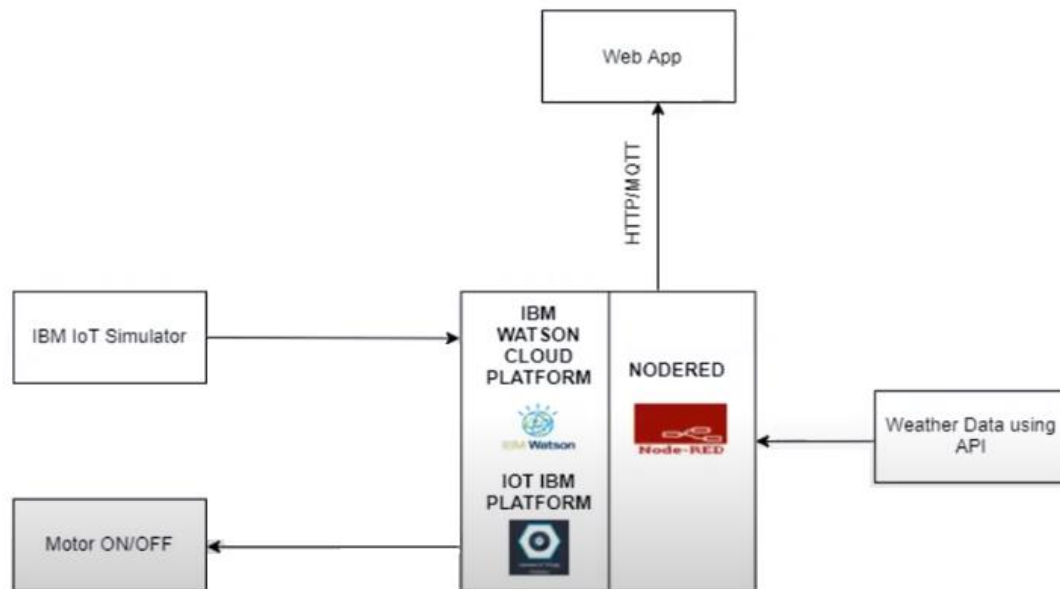 Web App
HTTP/MQTT
IBM IoT Simulator
IBM
WATSON
CLOUD
PLATFORM
IBM Watson
IOT IBM
PLATFORM
NODERED
Node-RED
Weather Data using
API
Motor ON/OFF